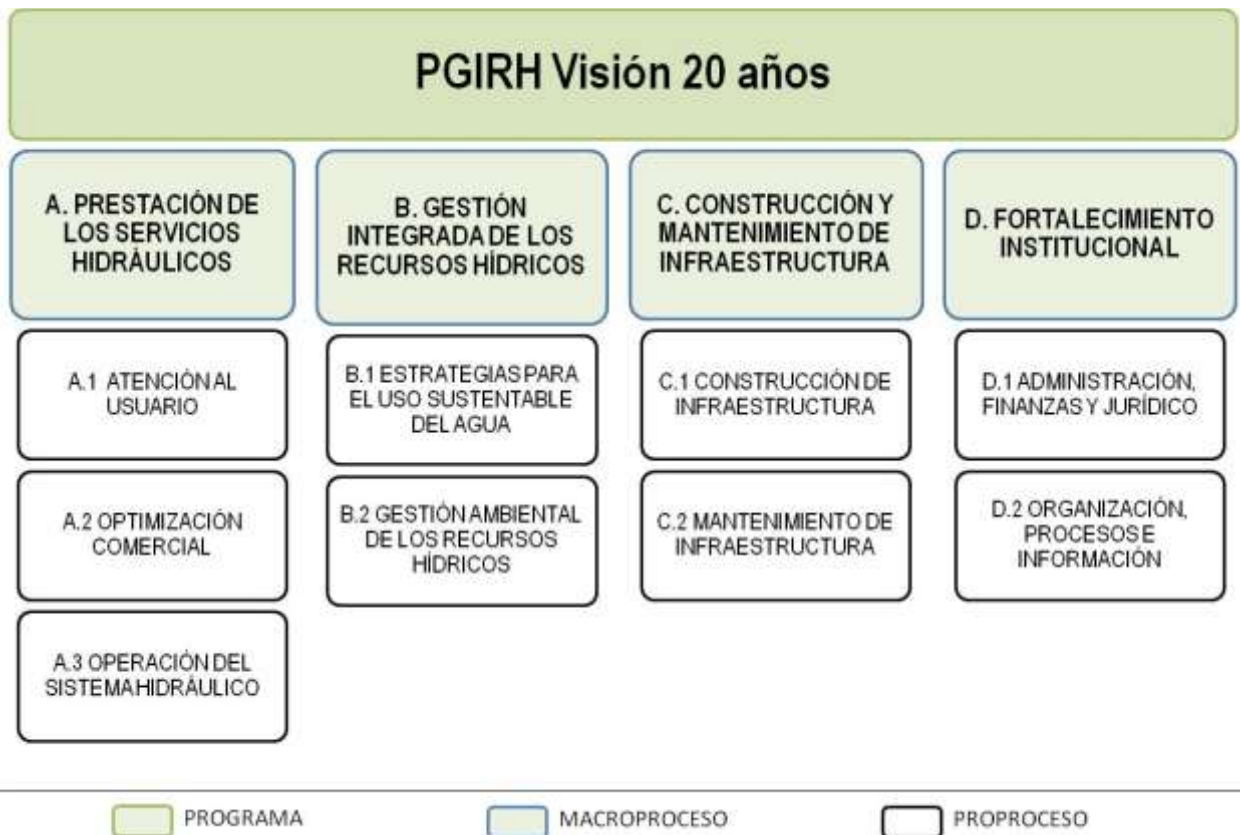 PGIRH Visión 20 años
A. PRESTACIÓN DE
LOS SERVICIOS
HIDRÁULICOS
A.1 ATENCIÓN AL
USUARIO
A.2 OPTIMIZACIÓN
COMERCIAL
A.3 OPERACIÓN DEL
SISTEMA HIDRÁULICO
B. GESTIÓN
INTEGRADA DE LOS
RECURSOS HÍDRICOS
B.1 ESTRATEGIAS PARA
EL USO SUSTENTABLE
DEL AGUA
B.2 GESTIÓN AMBIENTAL
DE LOS RECURSOS
HÍDRICOS
C. CONSTRUCCIÓN Y
MANTENIMIENTO DE
INFRAESTRUCTURA
C.1 CONSTRUCCIÓN DE
INFRAESTRUCTURA
C.2 MANTENIMIENTO DE
INFRAESTRUCTURA
D. FORTALECIMIENTO
INSTITUCIONAL
D.1 ADMINISTRACIÓN,
FINANZAS Y JURÍDICO
D.2 ORGANIZACIÓN,
PROCESOS E
INFORMACIÓN
PROGRAMA
MACROPROCESO
PROPROCESO